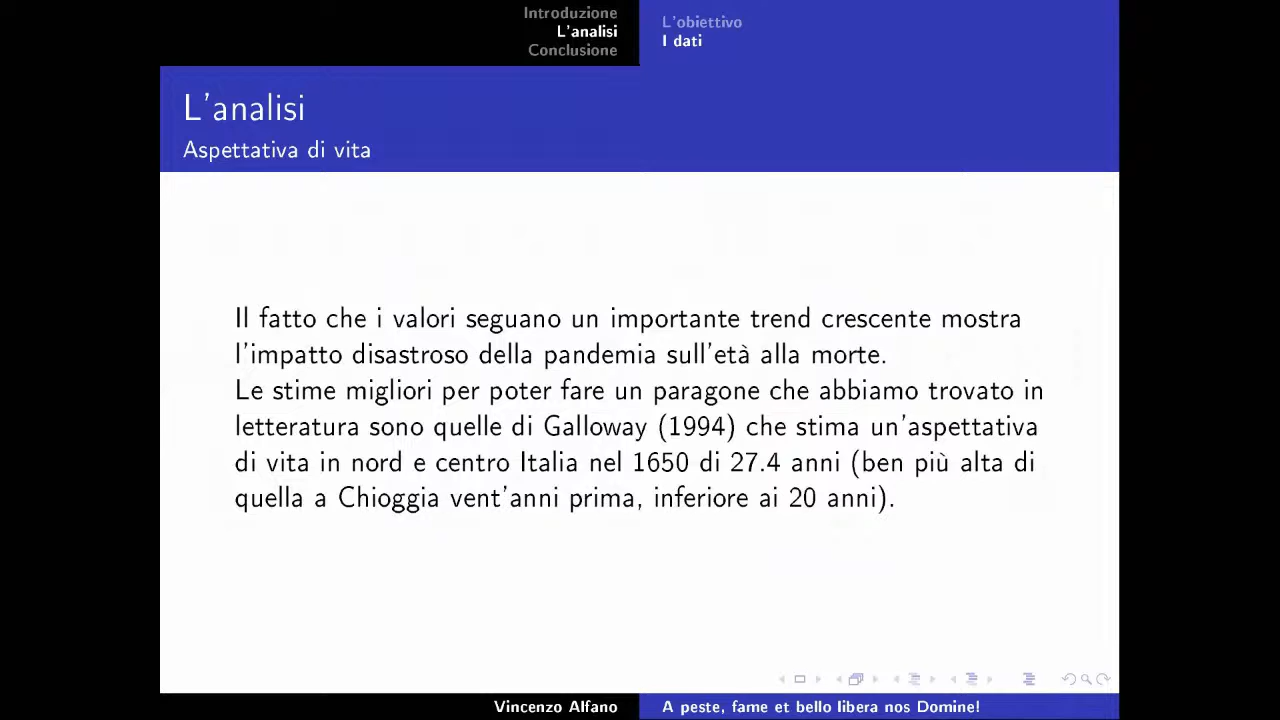 Introduzione
L'analisi
Conclusione
L'obiettivo
I dati
L'analisi
Aspettativa di vita
Il fatto che i valori seguano un importante trend crescente mostra
l'impatto disastroso della pandemia sull'età alla morte.
Le stime migliori per poter fare un paragone che abbiamo trovato in
letteratura sono quelle di Galloway (1994) che stima un'aspettativa
di vita in nord e centro Italia nel 1650 di 27.4 anni (ben più alta di
quella a Chioggia vent'anni prima, inferiore ai 20 anni).
Vincenzo Alfano
A peste, fame et bello libera nos Domine!